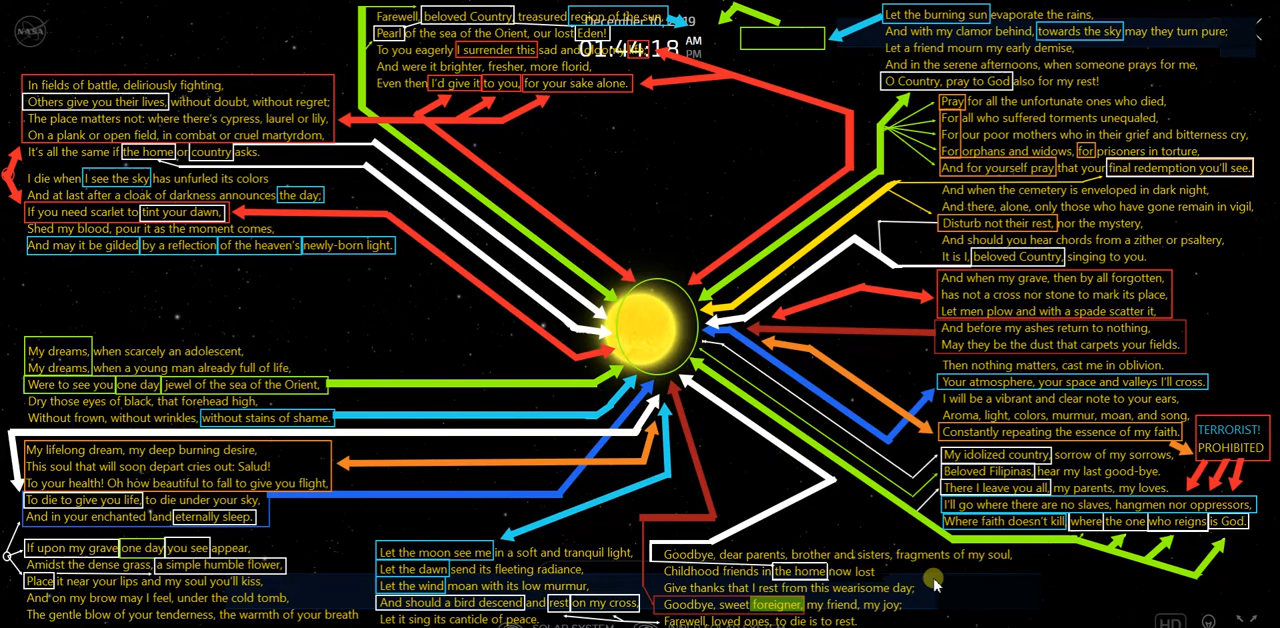 NASA
December 10, 2019
01:44:18 AM
PM
Farewell, beloved Country, treasured region of the sun,
Pearl of the sea of the Orient, our lost Eden!
To you eagerly I surrender this sad and
And were it brighter, fresher, more florid,
Even then I'd give it to you, for your sake alone.
In fields of battle, deliriously fighting,
Others give you their lives, without doubt, without regret;
The place matters not: where there's cypress, laurel or lily,
On a plank or open field, in combat or cruel martyrdom,
It's all the same if the home or country asks.
I die when I see the sky has unfurled its colors
And at last after a cloak of darkness announces the day;
If you need scarlet to tint your dawn,
Shed my blood, pour it as the moment comes,
And may it be gilded by a reflection of the heaven's newly-born light.
My dreams, when scarcely an adolescent,
My dreams, when a young man already full of life,
Were to see you one day jewel of the sea of the Orient,
Dry those eyes of black, that forehead high,
Without frown, without wrinkles, without stains of shame.
My lifelong dream, my deep burning desire,
This soul that will soon depart cries out: Salud!
To your health! Oh how beautiful to fall to give you flight,
To die to give you life, to die under your sky,
And in your enchanted land eternally sleep.
If upon my grave one day you see appear,
Amidst the dense grass, a simple humble flower,
Place it near your lips and my soul you'll kiss,
And on my brow may I feel, under the cold tomb,
The gentle blow of your tenderness, the warmth of your breath
Let the moon see me in a soft and tranquil light,
Let the dawn send its fleeting radiance,
Let the wind moan with its low murmur,
And should a bird descend and rest on my cross,
Let it sing its canticle of peace.
SOLAR SYSTEM
Let the burning sun evaporate the rains,
And with my clamor behind, towards the sky may they turn pure;
Let a friend mourn my early demise,
And in the serene afternoons, when someone prays for me,
O Country, pray to God also for my rest!
Pray for all the unfortunate ones who died,
For all who suffered torments unequaled,
For our poor mothers who in their grief and bitterness cry,
For orphans and widows, for prisoners in torture,
And for yourself pray that your final redemption you'll see.
And when the cemetery is enveloped in dark night,
And there, alone, only those who have gone remain in vigil,
Disturb not their rest, nor the mystery,
And should you hear chords from a zither or psaltery,
It is I, beloved Country, singing to you.
And when my grave, then by all forgotten,
has not a cross nor stone to mark its place,
Let men plow and with a spade scatter it,
And before my ashes return to nothing,
May they be the dust that carpets your fields.
Then nothing matters, cast me in oblivion.
Your atmosphere, your space and valleys I'll cross.
I will be a vibrant and clear note to your ears,
Aroma, light, colors, murmur, moan, and song,
Constantly repeating the essence of my faith.
TERRORIST!
PROHIBITED
My idolized country, sorrow of my sorrows,
Beloved Filipinas, hear my last good-bye.
There I leave you all, my parents, my loves.
I'll go where there are no slaves, hangmen nor oppressors,
Where faith doesn't kill, where the one who reigns is God.
Goodbye, dear parents, brother and sisters, fragments of my soul,
Childhood friends in the home now lost
Give thanks that I rest from this wearisome day;
Goodbye, sweet foreigner, my friend, my joy;
Farewell, loved ones, to die is to rest.
HD